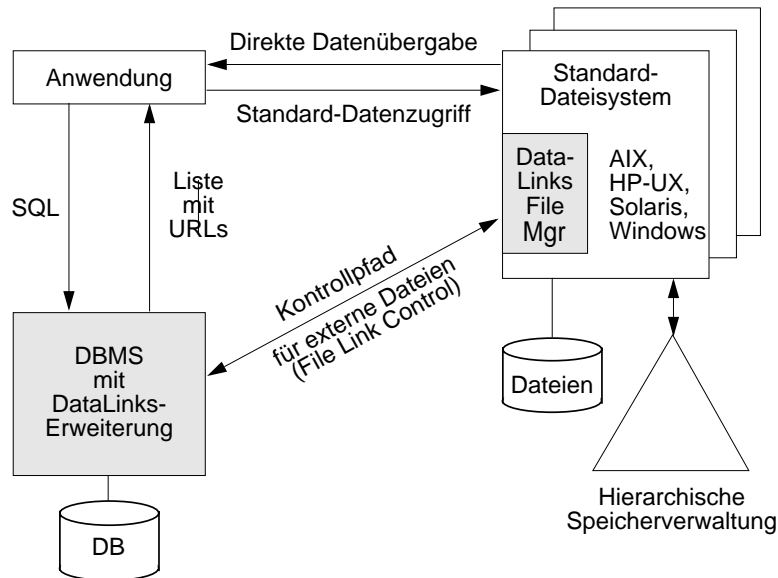 Direkte Datenübergabe
Anwendung
Standard-Datenzugriff
Standard-
Dateisystem
Data-
Links
File
Mgr
AIX,
HP-UX,
Solaris,
Windows
SQL
Liste
mit
URLs
Kontrollpfad
für externe Dateien
(File Link Control)
DBMS
mit
DataLinks-
Erweiterung
Dateien
DB
Hierarchische
Speicherverwaltung